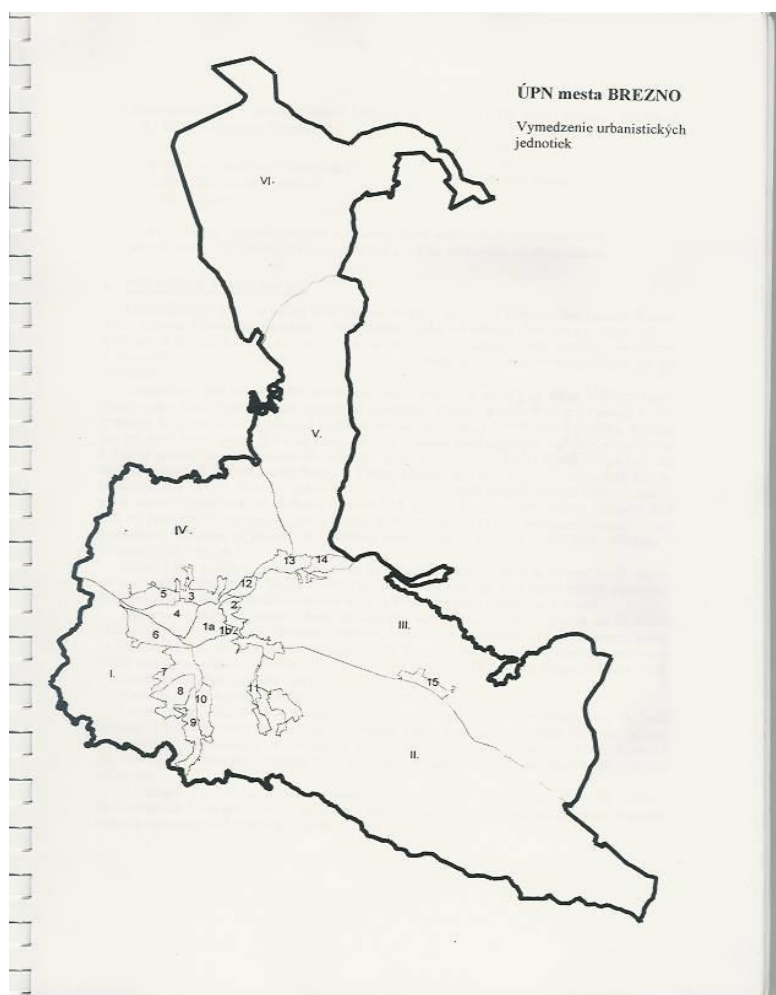 ÚPN mesta BREZNO
Vymedzenie urbanistických
jednotiek
VI.
V.
IV.
13
14
12
5
3
2
4
1a
1b
6
III.
I.
7
15
8
10
11
9
II.